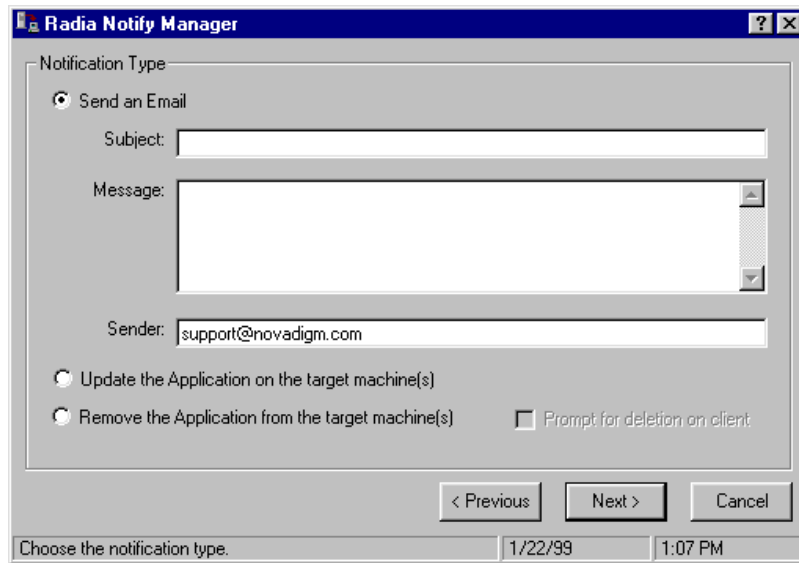 Radia Notify Manager
Notification Type
Send an Email
Subject:
Message:
Sender: support@novadigm.com
Update the Application on the target machine(s)
Remove the Application from the target machine(s) Prompt for deletion on client
< Previous Next > Cancel
Choose the notification type. 1/22/99 1:07 PM